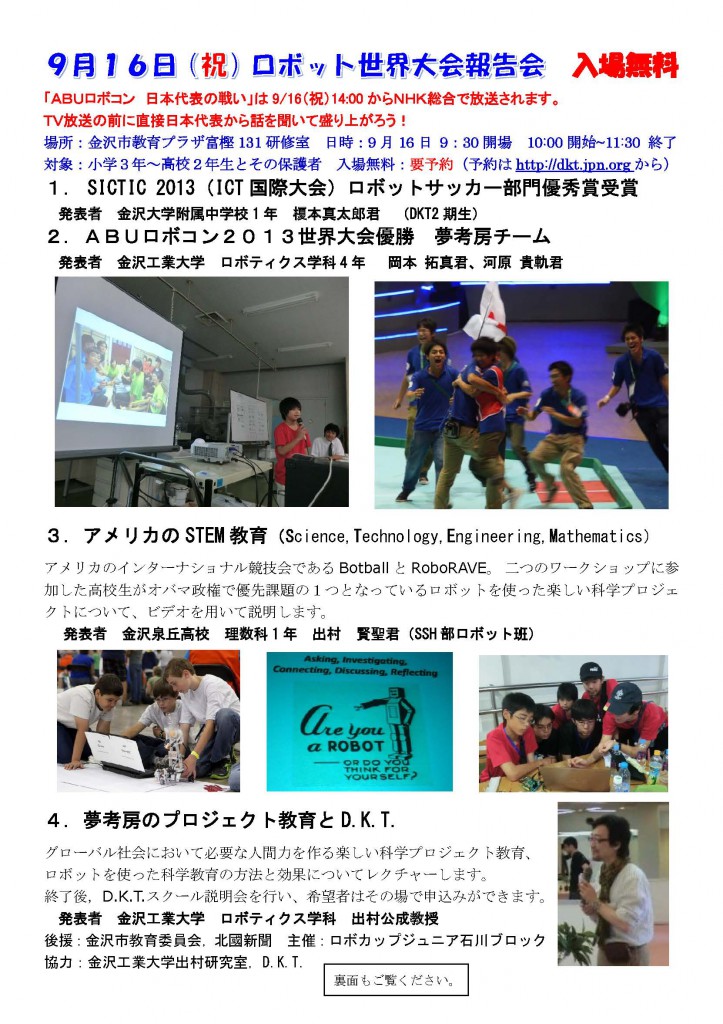 9月16日（祝）ロボット世界大会報告会　入場無料
「ＡＢＵロボコン　日本代表の戦い」は 9/16（祝）14:00 からＮＨＫ総合で放送されます。
ＴＶ放送の前に直接日本代表から話を聞いて盛り上がろう！
場所：金沢市教育プラザ富樫 131 研修室　日時：9 月 16 日 9：30 開場　10:00 開始~11:30 終了
対象：小学３年～高校２年生とその保護者　入場無料：要予約（予約は http://dkt.jpn.org から）
１． SICTIC 2013（ICT 国際大会）ロボットサッカー部門優秀賞受賞
発表者　金沢大学附属中学校１年　榎本真太郎君　（DKT2 期生）
２．ＡＢＵロボコン２０１３世界大会優勝　夢考房チーム
発表者　金沢工業大学　ロボティクス学科４年　岡本 拓真君、河原 貴軌君
３．アメリカの STEM 教育（Science,Technology,Engineering,Mathematics）
アメリカのインターナショナル競技会である Botball と RoboRAVE。 二つのワークショップに参
加した高校生がオバマ政権で優先課題の１つとなっているロボットを使った楽しい科学プロジェ
クトについて、ビデオを用いて説明します。
発表者　金沢泉丘高校　理数科１年　出村　賢聖君（SSH 部ロボット班）
Asking, Investigating,
Connecting, Discussing, Reflecting
Are you
a ROBOT
—OR DO YOU
THINK FOR
YOURSELF?
４．夢考房のプロジェクト教育と D.K.T.
グローバル社会において必要な人間力を作る楽しい科学プロジェクト教育、
ロボットを使った科学教育の方法と効果についてレクチャーします。
終了後，D.K.T.スクール説明会を行い、希望者はその場で申込みができます。
発表者　金沢工業大学　ロボティクス学科　出村公成教授
後援：金沢市教育委員会，北國新聞　主催：ロボカップジュニア石川ブロック
協力：金沢工業大学出村研究室，D.K.T.
裏面もご覧ください。